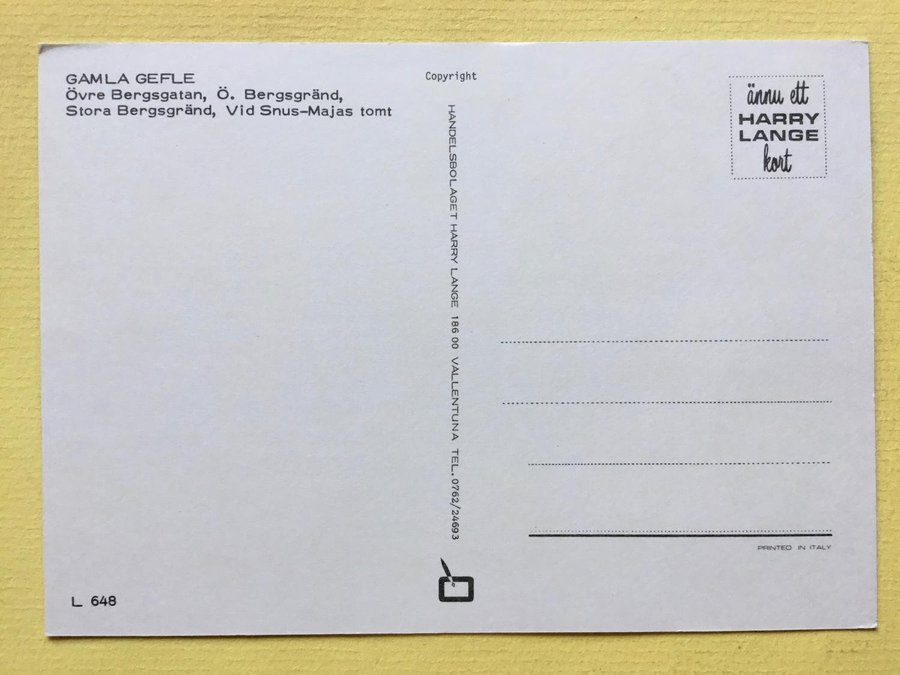 GAMLA GEFLE
Övre Bergsgatan, Ö. Bergsgränd,
Stora Bergsgränd, Vid Snus-Majas tomt
L 648
Copyright
HANDELSBOLAGET HARRY LANGE 186 00 VALLENTUNA TEL. 0762/24693
ännu ett
HARRY
LANGE
kort
PRINTED IN ITALY